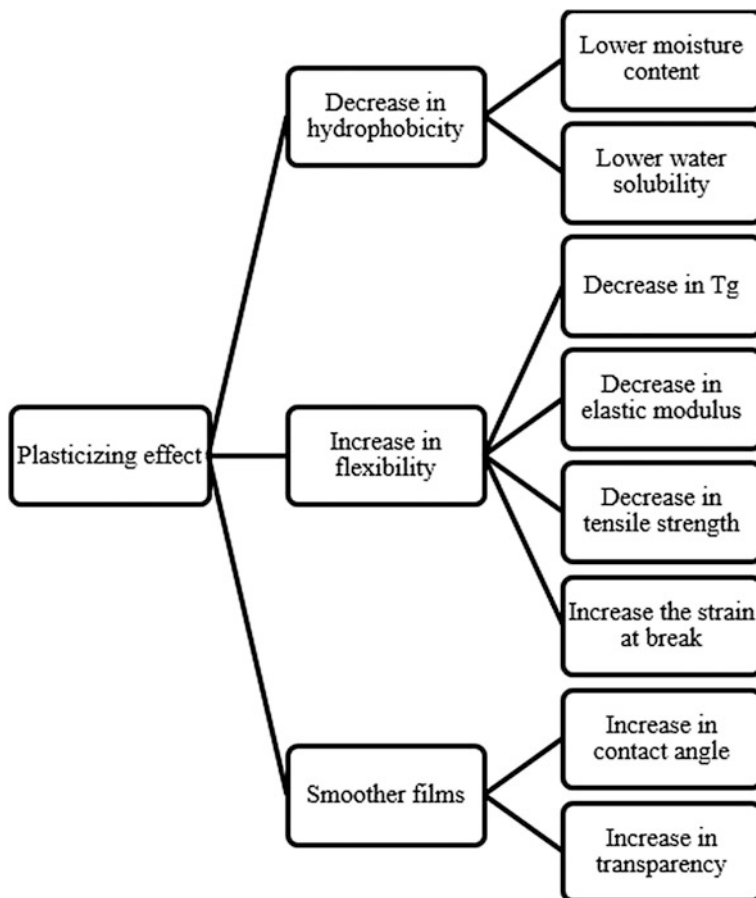 Plasticizing effect
Decrease in
hydrophobicity
Lower moisture
content
Lower water
solubility
Increase in
flexibility
Decrease in Tg
Decrease in
elastic modulus
Decrease in
tensile strength
Increase the strain
at break
Smoother films
Increase in
contact angle
Increase in
transparency